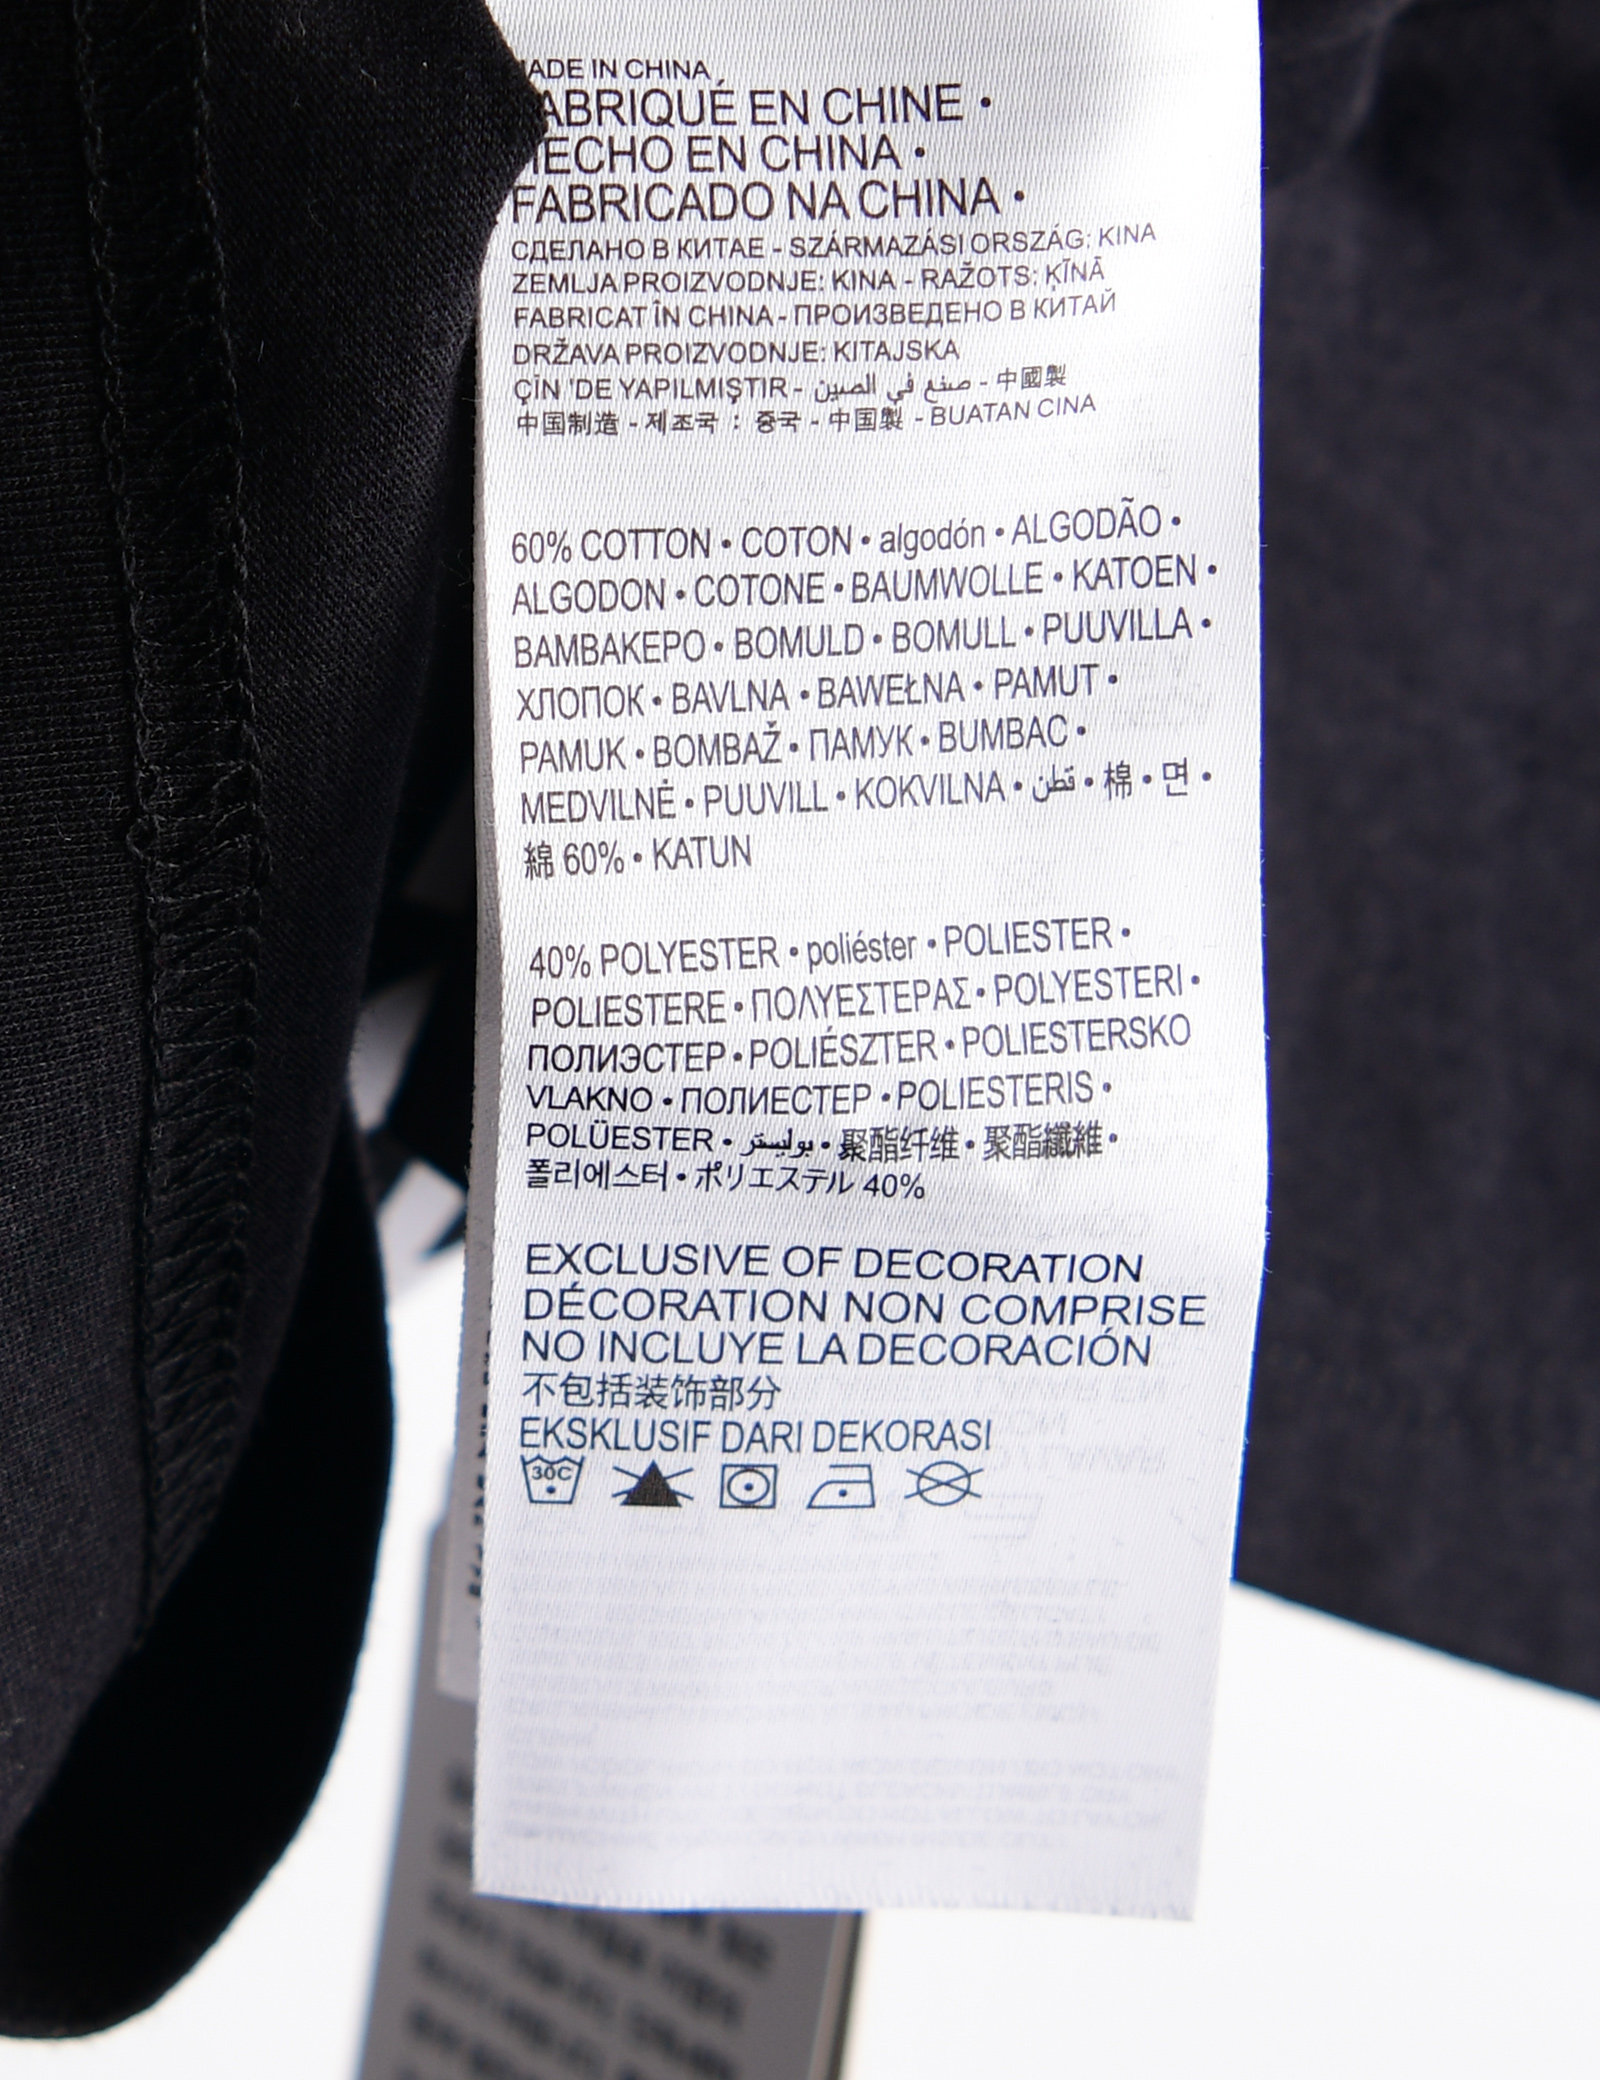 MADE IN CHINA
FABRIQUÉ EN CHINE •
HECHO EN CHINA •
FABRICADO NA CHINA •
СДЕЛАНО В КИТАЕ - SZÁRMAZÁSI ORSZÁG: KINA
ZEMLJA PROIZVODNJE: KINA - RAŽOTS: ĶĪNĀ
FABRICAT ÎN CHINA - ПРОИЗВЕДЕНО В КИТАЙ
DRŽAVA PROIZVODNJE: KITAJSKA
ÇİN 'DE YAPILMIŞTIR - صنع في الصين - 中國製
中国制造 - 제조국 : 중국 - 中国製 - BUATAN CINA
60% COTTON • COTON • algodón • ALGODÃO •
ALGODON • COTONE • BAUMWOLLE • KATOEN •
BAMBAKEPO • BOMULD • BOMULL • PUUVILLA •
ХЛОПОК • BAVLNA • BAWEŁNA • PAMUT •
PAMUK • BOMBAŽ • ПАМУК • BUMBAC •
MEDVILNĖ • PUUVILL • KOKVILNA • قطن • 棉 • 면 •
綿 60% • KATUN
40% POLYESTER • poliéster • POLIESTER •
POLIESTERE • ΠΟΛΥΕΣΤΕΡΑΣ • POLYESTERI •
ПОЛИЭСТЕР • POLIÉSZTER • POLIESTERSKO
VLAKNO • ПОЛИЕСТЕР • POLIESTERIS •
POLÜESTER • بوليستر • 聚酯纤维 • 聚酯纖維 •
폴리에스터 • ポリエステル 40%
EXCLUSIVE OF DECORATION
DÉCORATION NON COMPRISE
NO INCLUYE LA DECORACIÓN
不包括装饰部分
EKSKLUSIF DARI DEKORASI
30C